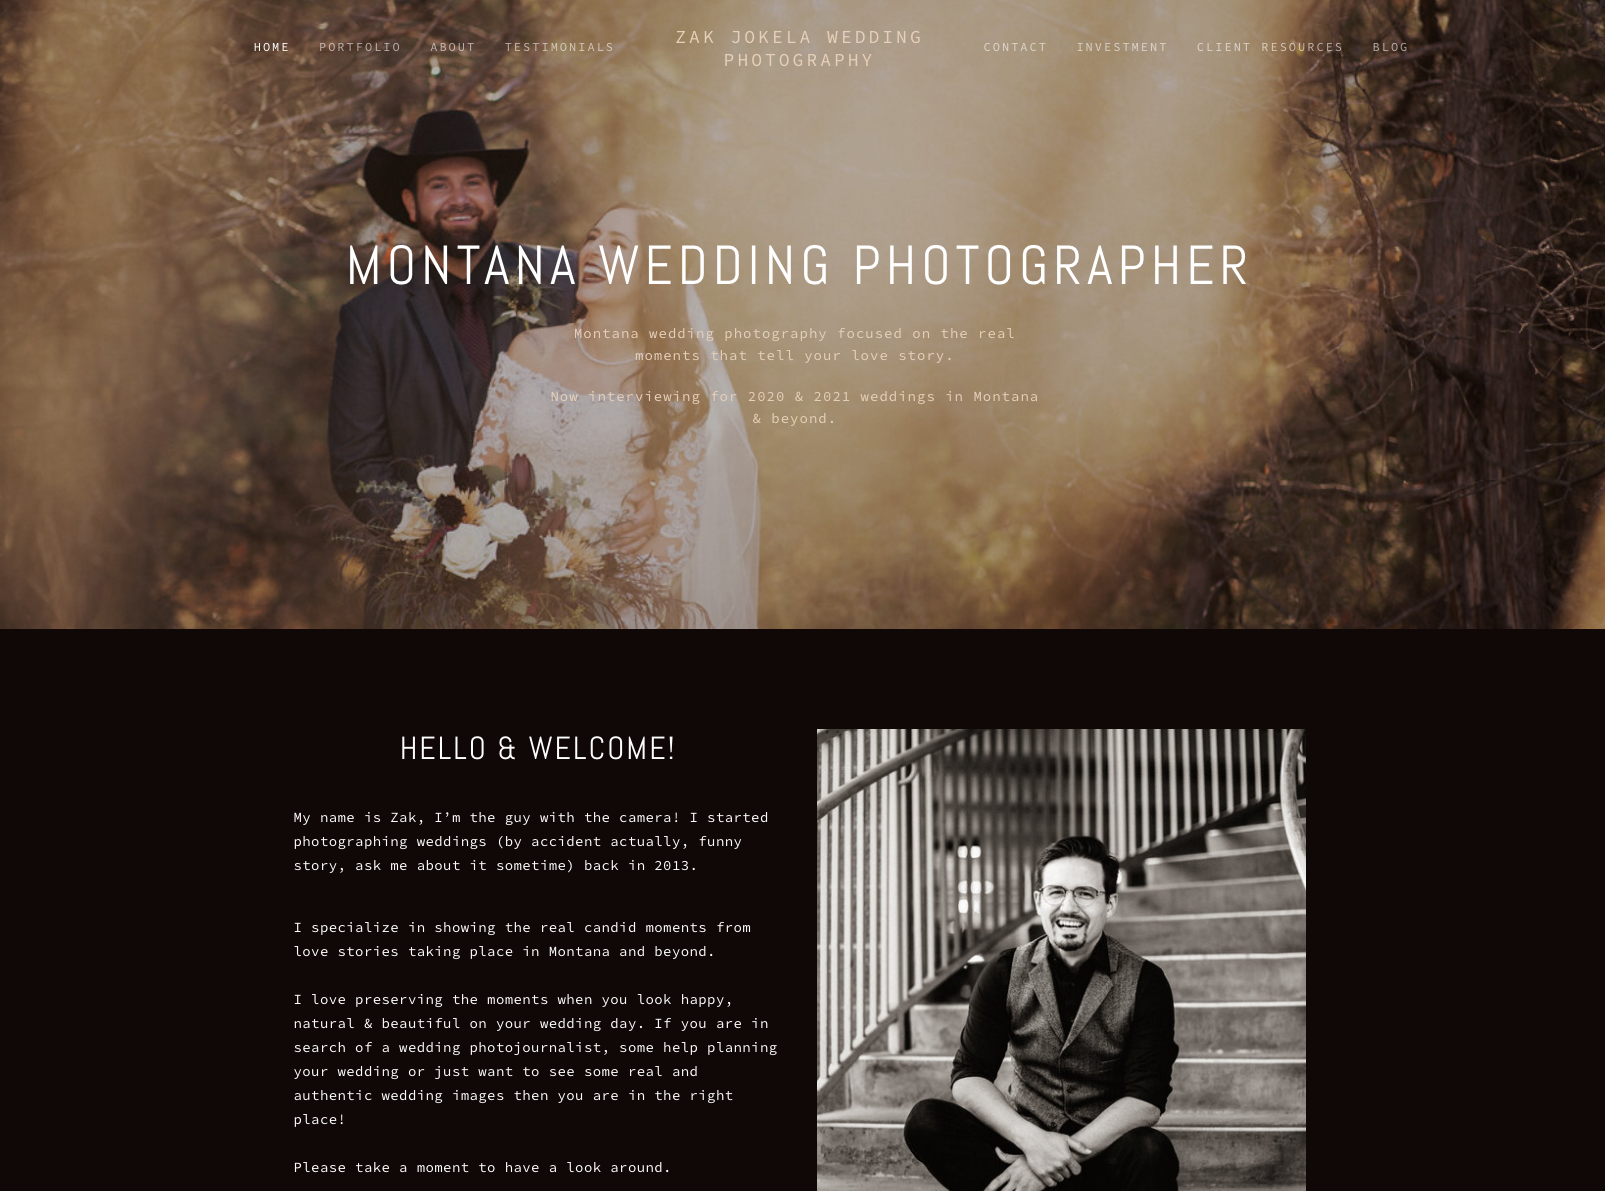 HOME PORTFOLIO ABOUT TESTIMONIALS
ZAK JOKELA WEDDING
PHOTOGRAPHY
CONTACT INVESTMENT CLIENT RESOURCES BLOG
MONTANA WEDDING PHOTOGRAPHER
Montana wedding photography focused on the real
moments that tell your love story.
Now interviewing for 2020 & 2021 weddings in Montana
& beyond.
HELLO & WELCOME!
My name is Zak, I’m the guy with the camera! I started
photographing weddings (by accident actually, funny
story, ask me about it sometime) back in 2013.
I specialize in showing the real candid moments from
love stories taking place in Montana and beyond.
I love preserving the moments when you look happy,
natural & beautiful on your wedding day. If you are in
search of a wedding photojournalist, some help planning
your wedding or just want to see some real and
authentic wedding images then you are in the right
place!
Please take a moment to have a look around.